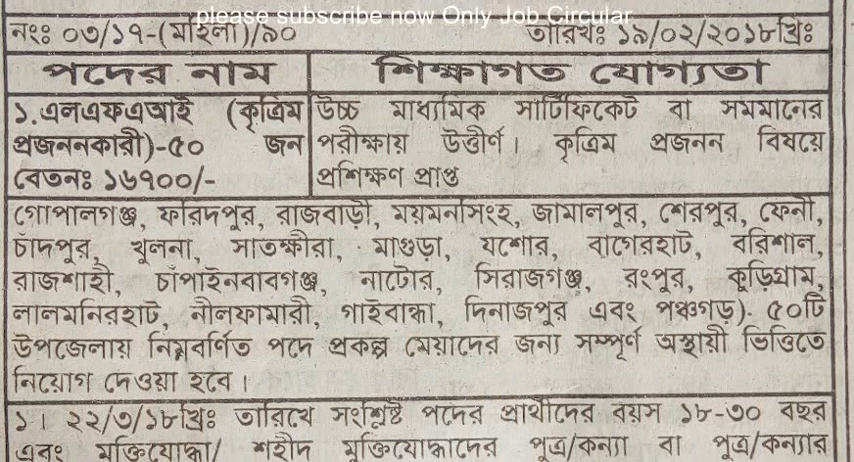 please subscribe now Only Job Circular
নংঃ ০৩/১৭-(মহিলা)/৯০ তারিখঃ ১৯/০২/২০১৮খ্রিঃ
পদের নাম শিক্ষাগত যোগ্যতা
১.এলএফএআই (কৃত্রিম উচ্চ মাধ্যমিক সার্টিফিকেট বা সমমানের
প্রজননকারী)-৫০ জন পরীক্ষায় উত্তীর্ণ। কৃত্রিম প্রজনন বিষয়ে
বেতনঃ ১৬৭০০/- প্রশিক্ষণ প্রাপ্ত
গোপালগঞ্জ, ফরিদপুর, রাজবাড়ী, ময়মনসিংহ, জামালপুর, শেরপুর, ফেনী,
চাঁদপুর, খুলনা, সাতক্ষীরা, মাগুড়া, যশোর, বাগেরহাট, বরিশাল,
রাজশাহী, চাঁপাইনবাবগঞ্জ, নাটোর, সিরাজগঞ্জ, রংপুর, কুড়িগ্রাম,
লালমনিরহাট, নীলফামারী, গাইবান্ধা, দিনাজপুর এবং পঞ্চগড়)- ৫০টি
উপজেলায় নিম্নবর্ণিত পদে প্রকল্প মেয়াদের জন্য সম্পূর্ণ অস্থায়ী ভিত্তিতে
নিয়োগ দেওয়া হবে।
১। ২২/৩/১৮খ্রিঃ তারিখে সংশ্লিষ্ট পদের প্রার্থীদের বয়স ১৮-৩০ বছর
এবং মুক্তিযোদ্ধা/ শহীদ মুক্তিযোদ্ধাদের পুত্র/কন্যা বা পুত্র/কন্যার